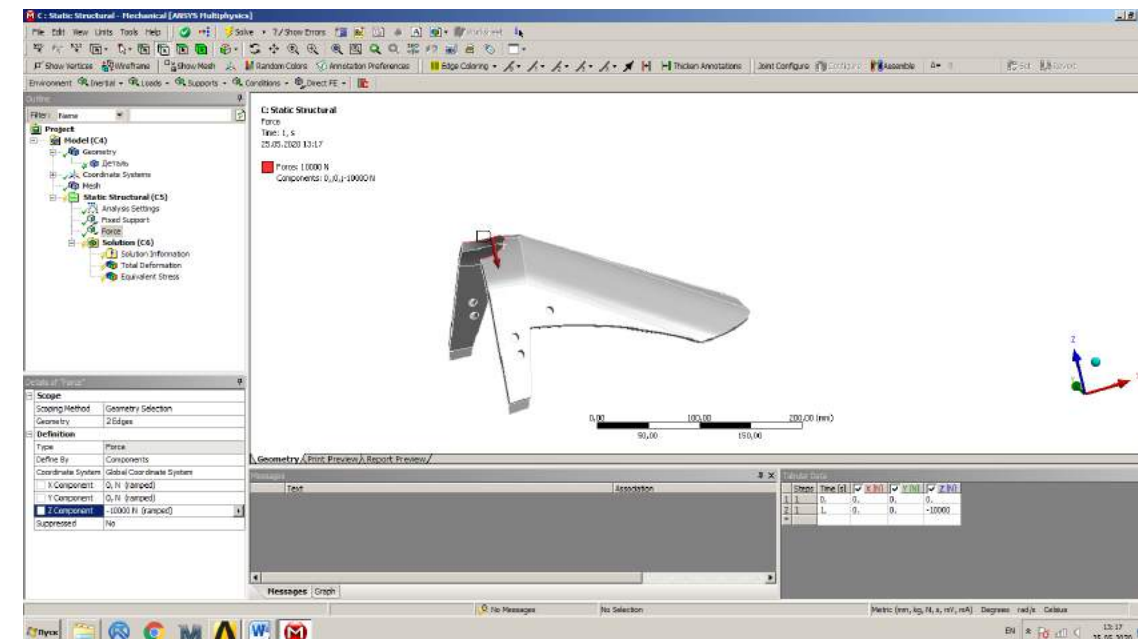 C : Static Structural - Mechanical [ANSYS Multiphysics]
File Edit View Units Tools Help Solve ?/Show Errors Worksheet
Show Vertices Wireframe Show Mesh Random Colors Annotation Preferences Edge Coloring Thicken Annotations Joint Configure Configure Assemble Δ= Set Revert
Environment Inertial Loads Supports Conditions Direct FE
Outline
Filter: Name
Project
Model (C4)
Geometry
Деталь
Coordinate Systems
Mesh
Static Structural (C5)
Analysis Settings
Fixed Support
Force
Solution (C6)
Solution Information
Total Deformation
Equivalent Stress
C: Static Structural
Force
Time: 1, s
25.05.2020 13:17
Force: 10000 N
Components: 0,;0,;-10000 N
Z
0,00 100,00 200,00 (mm)
50,00 150,00
Geometry Print Preview Report Preview
Details of "Force"
Scope
Scoping Method Geometry Selection
Geometry 2 Edges
Definition
Type Force
Define By Components
Coordinate System Global Coordinate System
X Component 0, N (ramped)
Y Component 0, N (ramped)
Z Component -10000 N (ramped)
Suppressed No
Messages
Text Association
Messages Graph
Tabular Data
Steps Time [s] X [N] Y [N] Z [N]
1 1 0, 0, 0, 0,
2 1 1, 0, 0, -10000
*
No Messages No Selection Metric (mm, kg, N, s, mV, mA) Degrees rad/s Celsius
Пуск EN 13:17
25.05.2020